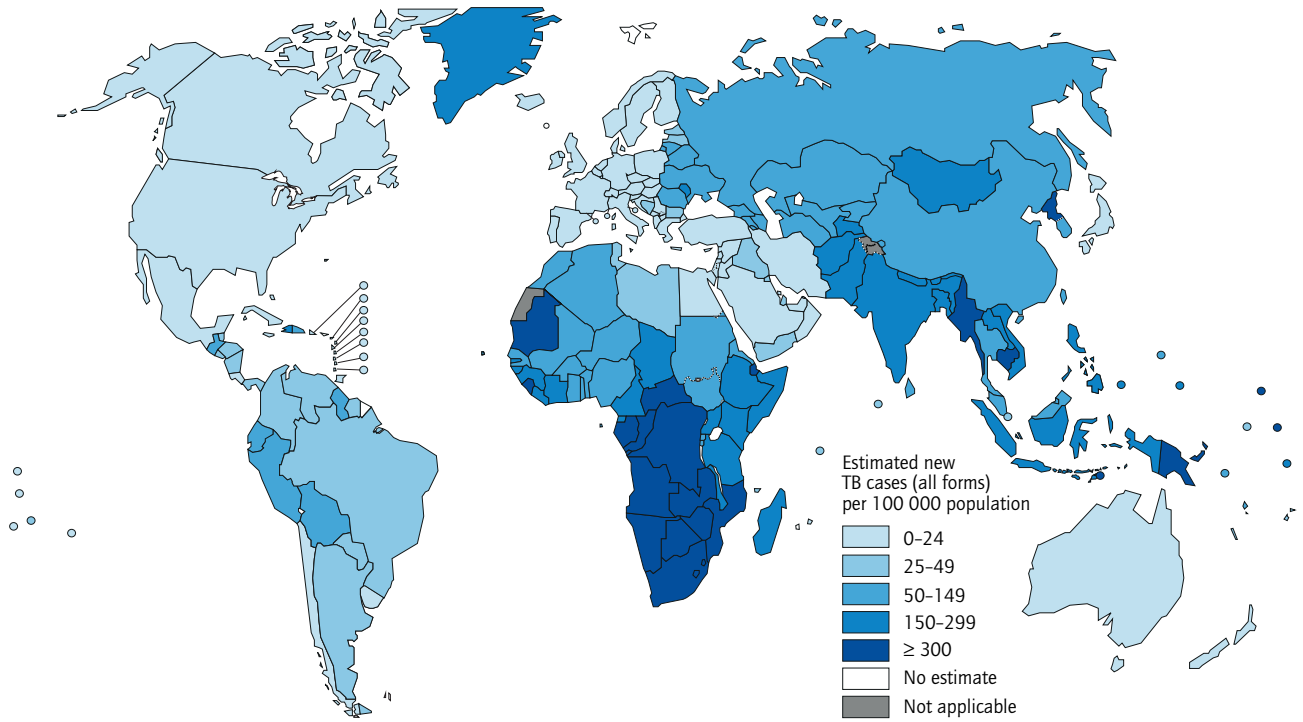 Estimated new
TB cases (all forms)
per 100 000 population
0–24
25–49
50–149
150–299
≥ 300
No estimate
Not applicable